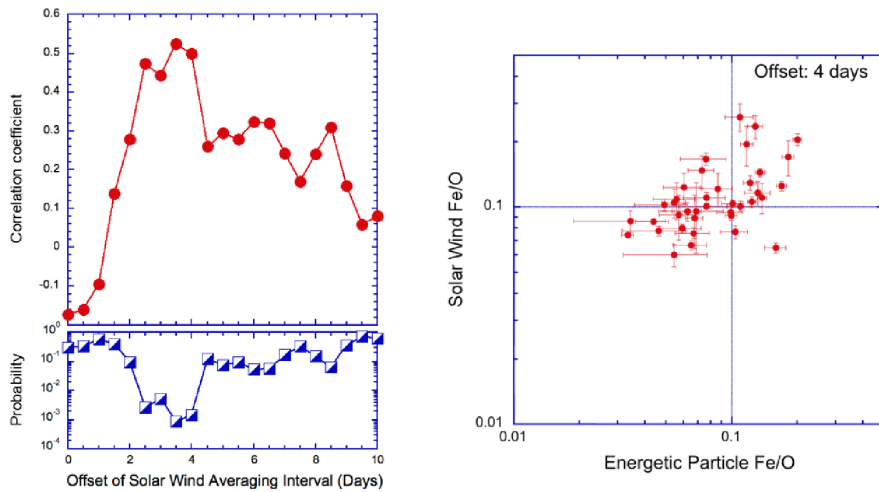 0.6
0.5
0.4
0.3
0.2
0.1
0
-0.1
0
Correlation coefficient
10⁰
10⁻¹
10⁻²
10⁻³
10⁻⁴
Probability
0 2 4 6 8 10
Offset of Solar Wind Averaging Interval (Days)
Offset: 4 days
0.1
0.01
Solar Wind Fe/O
0.01 0.1
Energetic Particle Fe/O